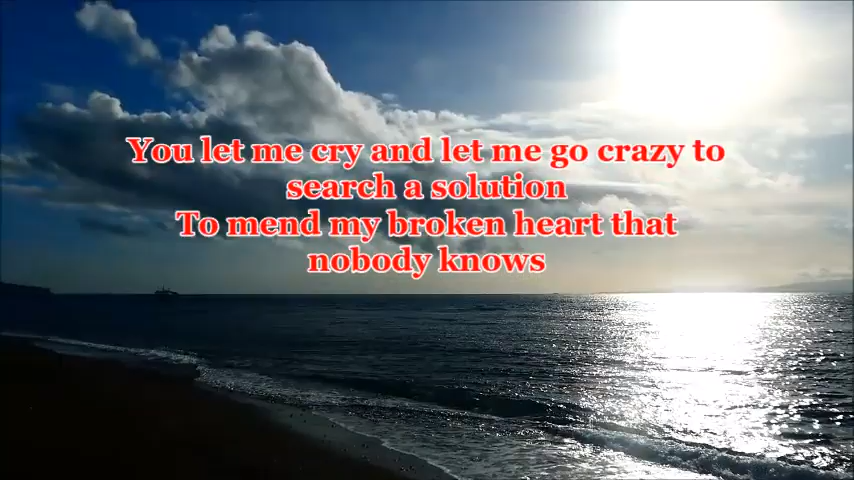 You let me cry and let me go crazy to
search a solution
To mend my broken heart that
nobody knows